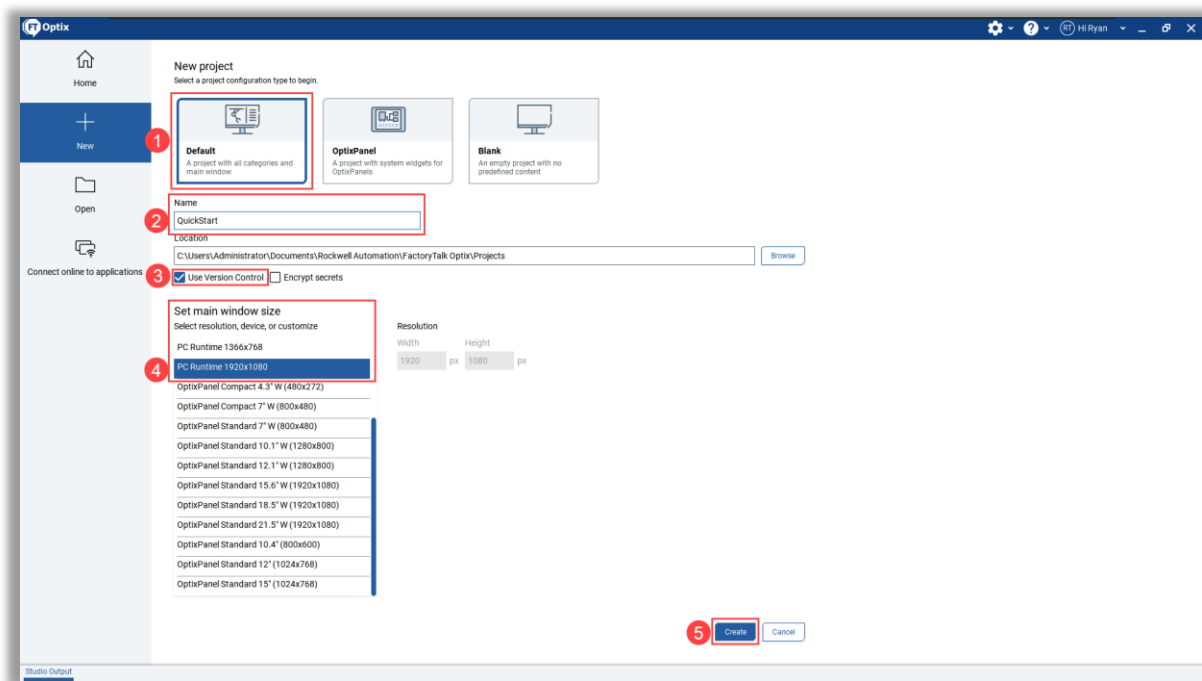 FT Optix
Hi Ryan
RT
Home
New
Open
Connect online to applications
New project
Select a project configuration type to begin.
1
Default
A project with all categories and
main window
OptixPanel
A project with system widgets for
OptixPanels
Blank
An empty project with no
predefined content
2
Name
QuickStart
Location
C:\Users\Administrator\Documents\Rockwell Automation\FactoryTalk Optix\Projects
Browse
3
Use Version Control
Encrypt secrets
Set main window size
Select resolution, device, or customize
4
PC Runtime 1366x768
PC Runtime 1920x1080
OptixPanel Compact 4.3" W (480x272)
OptixPanel Compact 7" W (800x480)
OptixPanel Standard 7" W (800x480)
OptixPanel Standard 10.1" W (1280x800)
OptixPanel Standard 12.1" W (1280x800)
OptixPanel Standard 15.6" W (1920x1080)
OptixPanel Standard 18.5" W (1920x1080)
OptixPanel Standard 21.5" W (1920x1080)
OptixPanel Standard 10.4" (800x600)
OptixPanel Standard 12" (1024x768)
OptixPanel Standard 15" (1024x768)
Resolution
Width Height
1920 px 1080 px
5
Create
Cancel
Studio Output